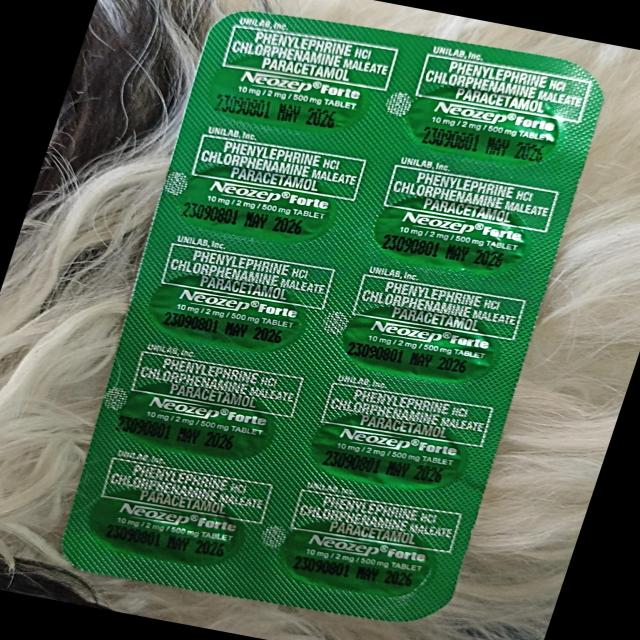 UNILAB, Inc.
PHENYLEPHRINE HCl
CHLORPHENAMINE MALEATE
PARACETAMOL
Neozep®Forte
10 mg / 2 mg / 500 mg TABLET
23090801 MAY 2026
UNILAB, Inc.
PHENYLEPHRINE HCl
CHLORPHENAMINE MALEATE
PARACETAMOL
Neozep®Forte
10 mg / 2 mg / 500 mg TABLET
23090801 MAY 2026
UNILAB, Inc.
PHENYLEPHRINE HCl
CHLORPHENAMINE MALEATE
PARACETAMOL
Neozep®Forte
10 mg / 2 mg / 500 mg TABLET
23090801 MAY 2026
UNILAB, Inc.
PHENYLEPHRINE HCl
CHLORPHENAMINE MALEATE
PARACETAMOL
Neozep®Forte
10 mg / 2 mg / 500 mg TABLET
23090801 MAY 2026
UNILAB, Inc.
PHENYLEPHRINE HCl
CHLORPHENAMINE MALEATE
PARACETAMOL
Neozep®Forte
10 mg / 2 mg / 500 mg TABLET
23090801 MAY 2026
UNILAB, Inc.
PHENYLEPHRINE HCl
CHLORPHENAMINE MALEATE
PARACETAMOL
Neozep®Forte
10 mg / 2 mg / 500 mg TABLET
23090801 MAY 2026
UNILAB, Inc.
PHENYLEPHRINE HCl
CHLORPHENAMINE MALEATE
PARACETAMOL
Neozep®Forte
10 mg / 2 mg / 500 mg TABLET
23090801 MAY 2026
UNILAB, Inc.
PHENYLEPHRINE HCl
CHLORPHENAMINE MALEATE
PARACETAMOL
Neozep®Forte
10 mg / 2 mg / 500 mg TABLET
23090801 MAY 2026
UNILAB, Inc.
PHENYLEPHRINE HCl
CHLORPHENAMINE MALEATE
PARACETAMOL
Neozep®Forte
10 mg / 2 mg / 500 mg TABLET
23090801 MAY 2026
UNILAB, Inc.
PHENYLEPHRINE HCl
CHLORPHENAMINE MALEATE
PARACETAMOL
Neozep®Forte
10 mg / 2 mg / 500 mg TABLET
23090801 MAY 2026